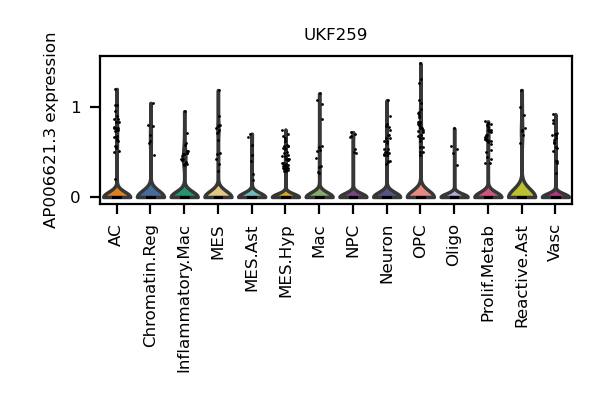 UKF259
AP006621.3 expression
1
0
AC
Chromatin.Reg
Inflammatory.Mac
MES
MES.Ast
MES.Hyp
Mac
NPC
Neuron
OPC
Oligo
Prolif.Metab
Reactive.Ast
Vasc